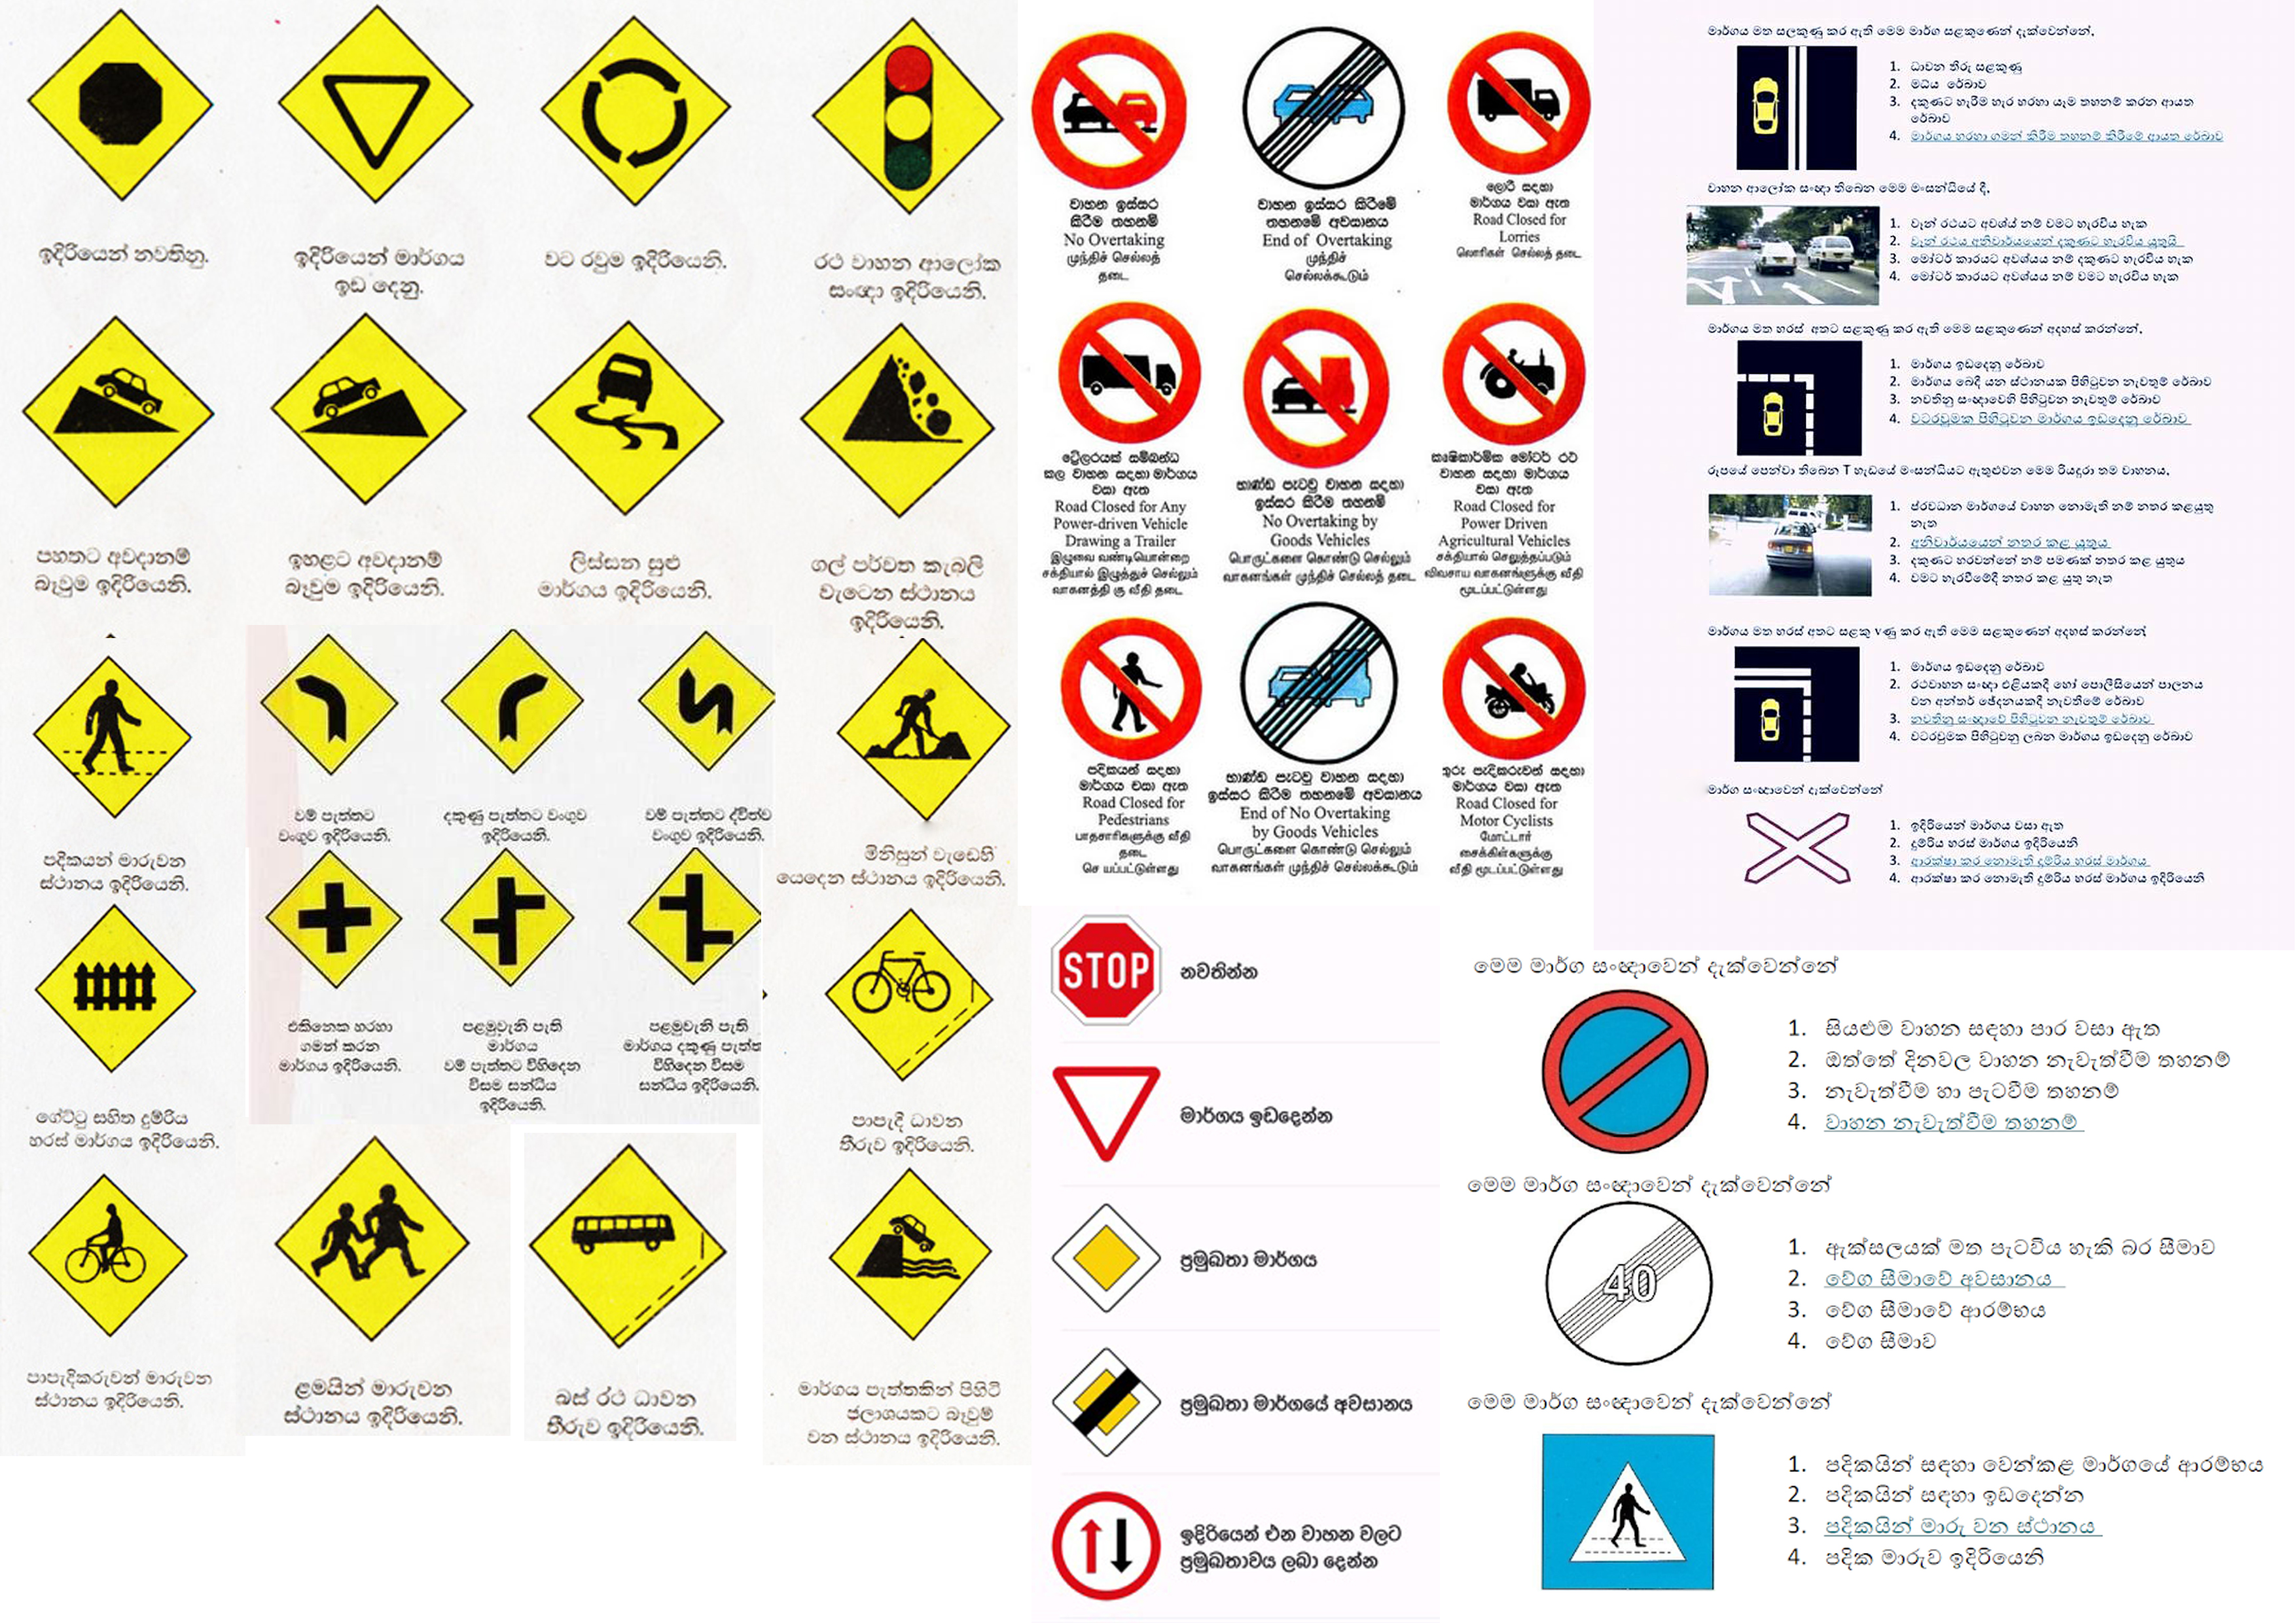 ඉදිරියෙන් නවතිනු.
ඉදිරියෙන් මාර්ගය
ඉඩ දෙනු.
වට රවුම ඉදිරියෙනි.
රථ වාහන ආලෝක
සංඥා ඉදිරියෙනි.
පහතට අවදානම්
බෑවුම ඉදිරියෙනි.
ඉහළට අවදානම්
බෑවුම ඉදිරියෙනි.
ලිස්සන සුළු
මාර්ගය ඉදිරියෙනි.
ගල් පර්වත කැබලි
වැටෙන ස්ථානය
ඉදිරියෙනි.
පදිකයන් මාරුවන
ස්ථානය ඉදිරියෙනි.
වම් පැත්තට
වංගුව ඉදිරියෙනි.
දකුණු පැත්තට වංගුව
ඉදිරියෙනි.
වම් පැත්තට ද්විත්ව
වංගුව ඉදිරියෙනි.
මිනිසුන් වැඩෙහි
යෙදෙන ස්ථානය ඉදිරියෙනි.
ගේට්ටු සහිත දුම්රිය
හරස් මාර්ගය ඉදිරියෙනි.
එකිනෙක හරහා
ගමන් කරන
මාර්ගය ඉදිරියෙනි.
පළමුවැනි පැති
මාර්ගය
වම් පැත්තට විහිදෙන
විසම සන්ධිය
ඉදිරියෙනි.
පළමුවැනි පැති
මාර්ගය දකුණු පැත්ත
විහිදෙන විසම
සන්ධිය ඉදිරියෙනි.
පාපැදි ධාවන
තීරුව ඉදිරියෙනි.
පාපැදිකරුවන් මාරුවන
ස්ථානය ඉදිරියෙනි.
ළමයින් මාරුවන
ස්ථානය ඉදිරියෙනි.
බස් රථ ධාවන
තීරුව ඉදිරියෙනි.
මාර්ගය පැත්තකින් පිහිටි
ජලාශයකට බෑවුම්
වන ස්ථානය ඉදිරියෙනි.
වාහන ඉස්සර
කිරීම තහනම්
No Overtaking
முந்திச் செல்லத்
தடை
වාහන ඉස්සර කිරීමේ
තහනමේ අවසානය
End of Overtaking
முந்திச்
செல்லக்கூடும்
ලොරි සඳහා
මාර්ගය වසා ඇත
Road Closed for
Lorries
லொரிகள் செல்லத் தடை
ට්‍රේලරයක් සම්බන්ධ
කල වාහන සඳහා මාර්ගය
වසා ඇත
Road Closed for Any
Power-driven Vehicle
Drawing a Trailer
இழுவை வண்டியொன்றை
சக்தியால் இழுத்துச் செல்லும்
வாகனத்தி கு வீதி தடை
භාණ්ඩ පැටවු වාහන සඳහා
ඉස්සර කිරීම තහනම්
No Overtaking by
Goods Vehicles
பொருட்களை கொண்டு செல்லும்
வாகனங்கள் முந்திச் செல்லத் தடை
කෘෂිකාර්මික මෝටර් රථ
වාහන සඳහා මාර්ගය
වසා ඇත
Road Closed for
Power Driven
Agricultural Vehicles
சக்தியால் செலுத்தப்படும்
விவசாய வாகனங்களுக்கு வீதி
மூடப்பட்டுள்ளது
පදිකයන් සඳහා
මාර්ගය වසා ඇත
Road Closed for
Pedestrians
பாதசாரிகளுக்கு வீதி
தடை
செ யப்பட்டுள்ளது
භාණ්ඩ පැටවු වාහන සඳහා
ඉස්සර කිරීම තහනමේ අවසානය
End of No Overtaking
by Goods Vehicles
பொருட்களை கொண்டு செல்லும்
வாகனங்கள் முந்திச் செல்லக்கூடும்
තුරු පැදිකරුවන් සඳහා
මාර්ගය වසා ඇත
Road Closed for
Motor Cyclists
மோட்டார்
சைக்கிள்களுக்கு
வீதி மூடப்பட்டுள்ளது
STOP
නවතින්න
මාර්ගය ඉඩදෙන්න
ප්‍රමුඛතා මාර්ගය
ප්‍රමුඛතා මාර්ගයේ අවසානය
ඉදිරියෙන් එන වාහන වලට
ප්‍රමුඛතාවය ලබා දෙන්න
මාර්ගය මත සලකුණු කර ඇති මෙම මාර්ග සළකුණෙන් දැක්වෙන්නේ,
1. ධාවන තීරු සළකුණු
2. මධ්‍ය රේඛාව
3. දකුණට හැරීම හැර හරහා යෑම තහනම් කරන ආයත
රේඛාව
4. මාර්ගය හරහා ගමන් කිරීම තහනම් කිරීමේ ආයත රේඛාව
වාහන ආලෝක සංඥා තිබෙන මෙම මංසන්ධියේ දී,
1. වෑන් රථයට අවශ්‍ය නම් වමට හැරවිය හැක
2. වෑන් රථය අනිවාර්යයෙන් දකුණට හැරවිය යුතුයි
3. මෝටර් කාරයට අවශ්‍යය නම් දකුණට හැරවිය හැක
4. මෝටර් කාරයට අවශ්‍යය නම් වමට හැරවිය හැක
මාර්ගය මත හරස් අතට සළකුණු කර ඇති මෙම සළකුණෙන් අදහස් කරන්නේ,
1. මාර්ගය ඉඩදෙනු රේඛාව
2. මාර්ගය බෙදී යන ස්ථානයක පිහිටුවන නැවතුම් රේඛාව
3. නවතිනු සංඥාවෙහි පිහිටුවන නැවතුම් රේඛාව
4. වටරවුමක පිහිටුවන මාර්ගය ඉඩදෙනු රේඛාව
රූපයේ පෙන්වා තිබෙන T හැඩයේ මංසන්ධියට ඇතුළුවන මෙම රියදුරා තම වාහනය,
1. ප්රවධාන මාර්ගයේ වාහන නොමැති නම් නතර කළයුතු
නැත
2. අනිවාර්යයෙන් නතර කළ යුතුය
3. දකුණට හරවන්නේ නම් පමණක් නතර කළ යුතුය
4. වමට හැරවීමේදී නතර කළ යුතු නැත
මාර්ගය මත හරස් අතට සළකු vණු කර ඇති මෙම සළකුණෙන් අදහස් කරන්නේ
1. මාර්ගය ඉඩදෙනු රේඛාව
2. රථවාහන සංඥා එළියකදී හෝ පොලීසියෙන් පාලනය
වන අන්තර් ඡේදනයකදී නැවතීමේ රේඛාව
3. නවතිනු සංඥාවේ පිහිටුවන නැවතුම් රේඛාව
4. වටරවුමක පිහිටුවනු ලබන මාර්ගය ඉඩදෙනු රේඛාව
මාර්ග සංඥාවෙන් දැක්වෙන්නේ
1. ඉදිරියෙන් මාර්ගය වසා ඇත
2. දුම්රිය හරස් මාර්ගය ඉදිරියෙනි
3. ආරක්ෂා කර නොමැති දුම්රිය හරස් මාර්ගය
4. ආරක්ෂා කර නොමැති දුම්රිය හරස් මාර්ගය ඉදිරියෙනි
මෙම මාර්ග සංඥාවෙන් දැක්වෙන්නේ
1. සියළුම වාහන සඳහා පාර වසා ඇත
2. ඔත්තේ දිනවල වාහන නැවැත්වීම තහනම්
3. නැවැත්වීම හා පැටවීම තහනම්
4. වාහන නැවැත්වීම තහනම්
මෙම මාර්ග සංඥාවෙන් දැක්වෙන්නේ
40
1. ඇක්සලයක් මත පැටවිය හැකි බර සීමාව
2. වේග සීමාවේ අවසානය
3. වේග සීමාවේ ආරම්භය
4. වේග සීමාව
මෙම මාර්ග සංඥාවෙන් දැක්වෙන්නේ
1. පදිකයින් සඳහා වෙන්කළ මාර්ගයේ ආරම්භය
2. පදිකයින් සඳහා ඉඩදෙන්න
3. පදිකයින් මාරු වන ස්ථානය
4. පදික මාරුව ඉදිරියෙනි